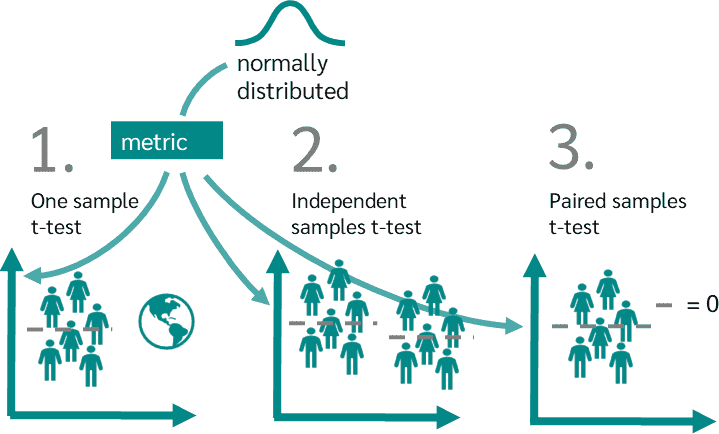 normally
distributed
metric
1.
One sample
t-test
2.
Independent
samples t-test
3.
Paired samples
t-test
= 0